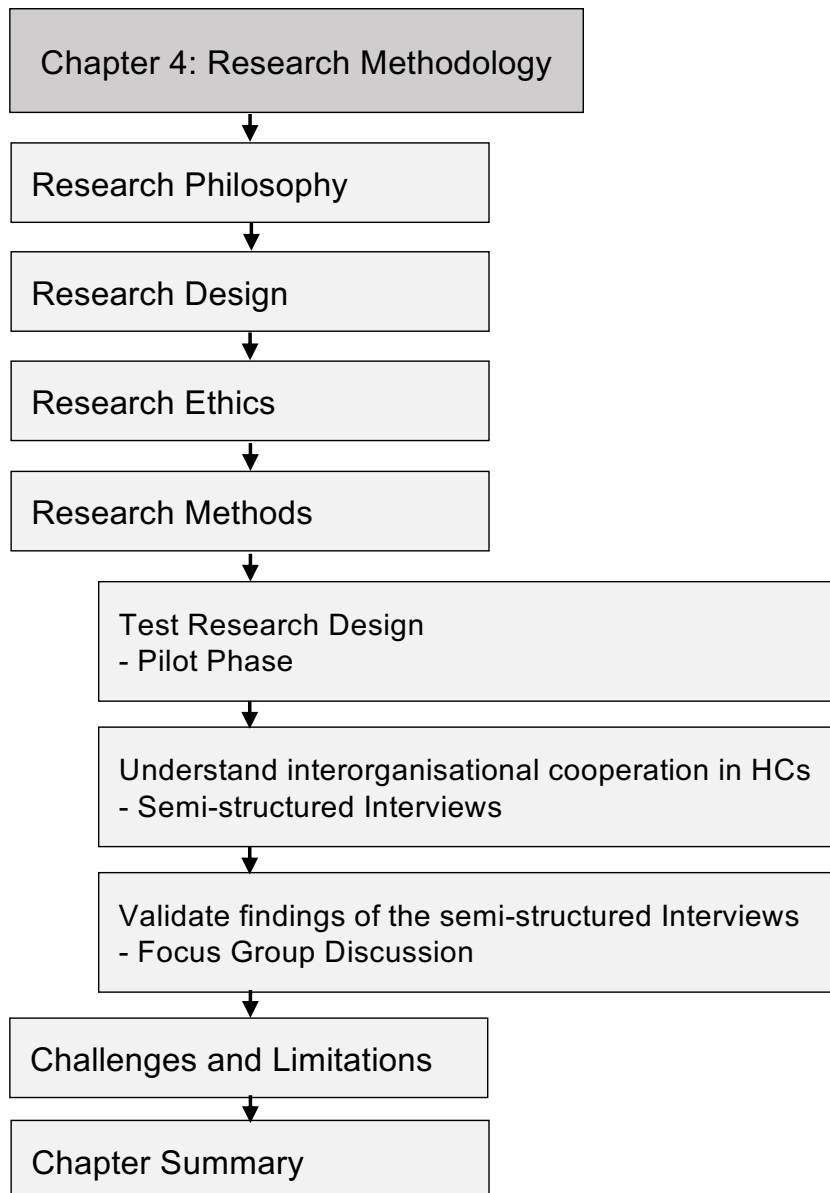 Chapter 4: Research Methodology
Research Philosophy
Research Design
Research Ethics
Research Methods
Test Research Design
- Pilot Phase
Understand interorganisational cooperation in HCs
- Semi-structured Interviews
Validate findings of the semi-structured Interviews
- Focus Group Discussion
Challenges and Limitations
Chapter Summary